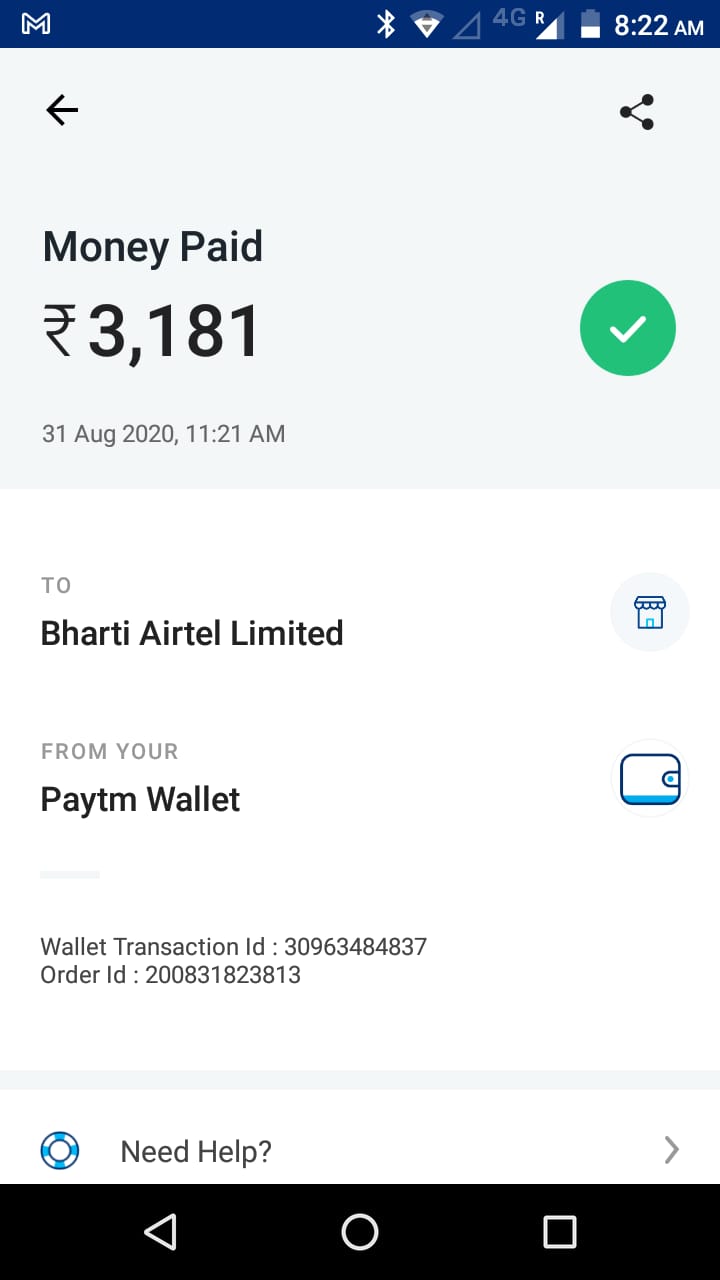 4G R 8:22 AM
Money Paid
₹3,181
31 Aug 2020, 11:21 AM
TO
Bharti Airtel Limited
FROM YOUR
Paytm Wallet
Wallet Transaction Id : 30963484837
Order Id : 200831823813
Need Help?